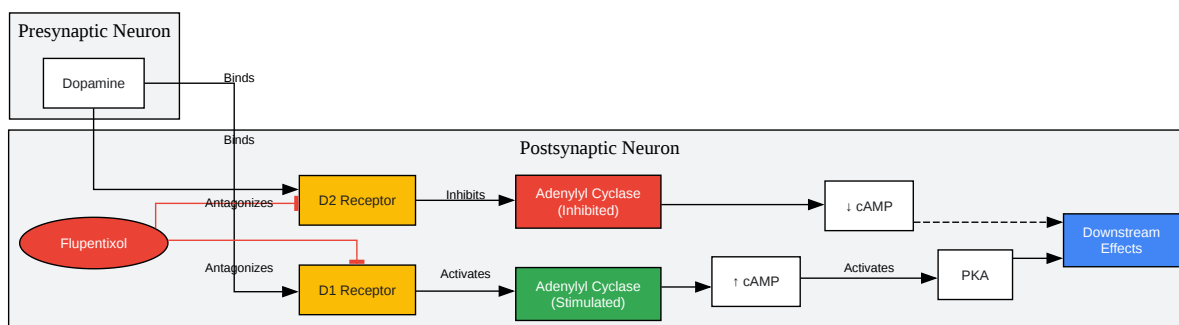 Presynaptic Neuron
Dopamine
Binds
Binds
Postsynaptic Neuron
D2 Receptor
Inhibits
Adenylyl Cyclase
(Inhibited)
↓ cAMP
Antagonizes
Flupentixol
Downstream
Effects
Antagonizes
D1 Receptor
Activates
Adenylyl Cyclase
(Stimulated)
↑ cAMP
Activates
PKA